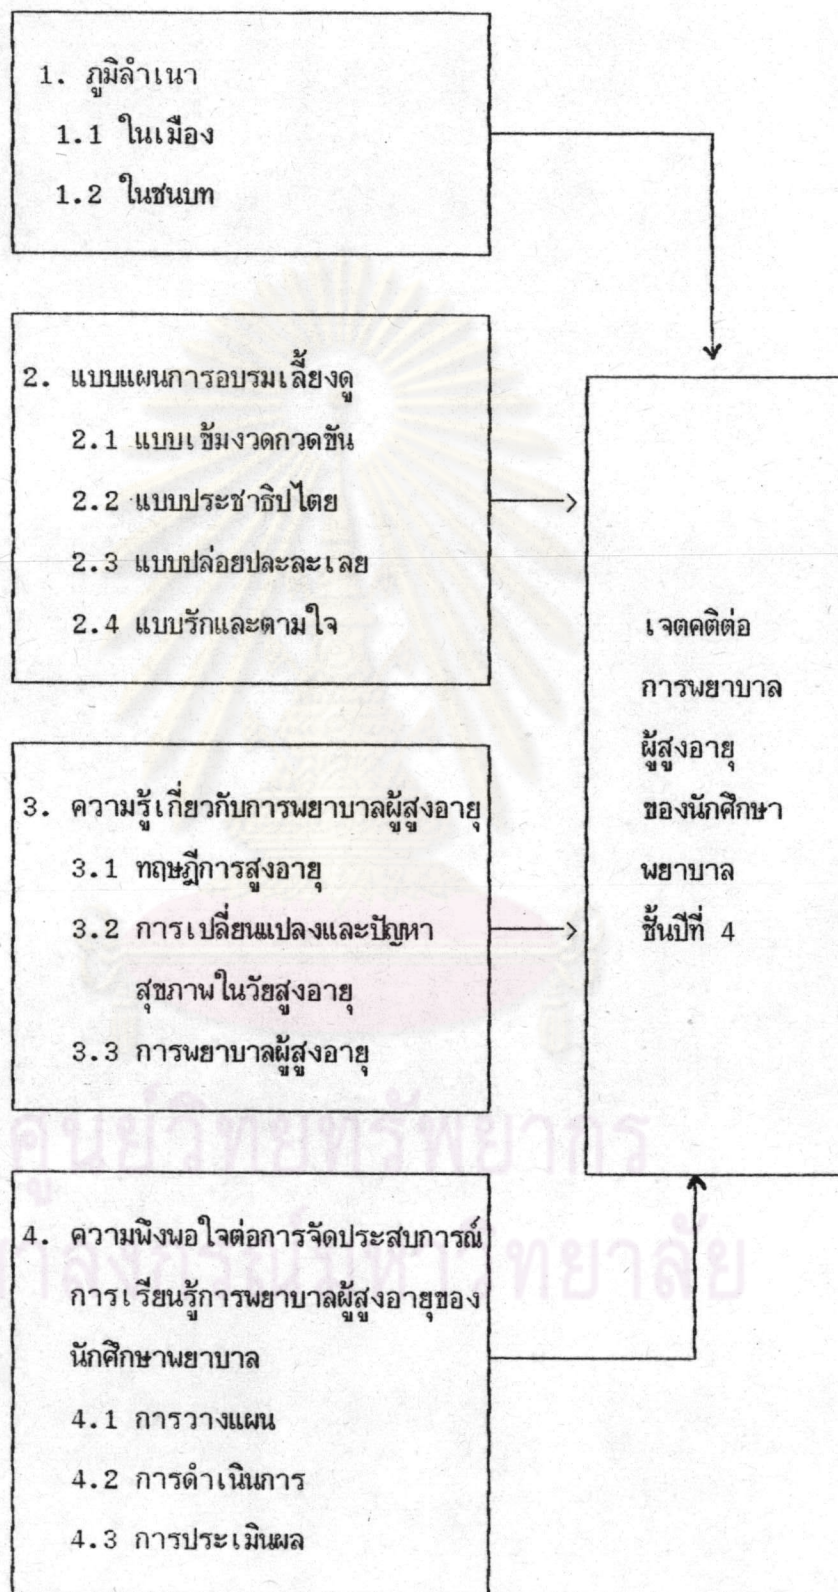 1. ภูมิลำเนา
1.1 ในเมือง
1.2 ในชนบท
2. แบบแผนการอบรมเลี้ยงดู
2.1 แบบเข้มงวดกวดขัน
2.2 แบบประชาธิปไตย
2.3 แบบปล่อยปละละเลย
2.4 แบบรักและตามใจ
3. ความรู้เกี่ยวกับการพยาบาลผู้สูงอายุ
3.1 ทฤษฎีการสูงอายุ
3.2 การเปลี่ยนแปลงและปัญหา
สุขภาพในวัยสูงอายุ
3.3 การพยาบาลผู้สูงอายุ
4. ความพึงพอใจต่อการจัดประสบการณ์
การเรียนรู้การพยาบาลผู้สูงอายุของ
นักศึกษาพยาบาล
4.1 การวางแผน
4.2 การดำเนินการ
4.3 การประเมินผล
เจตคติต่อ
การพยาบาล
ผู้สูงอายุ
ของนักศึกษา
พยาบาล
ชั้นปีที่ 4
ศูนย์วิทยทรัพยากร